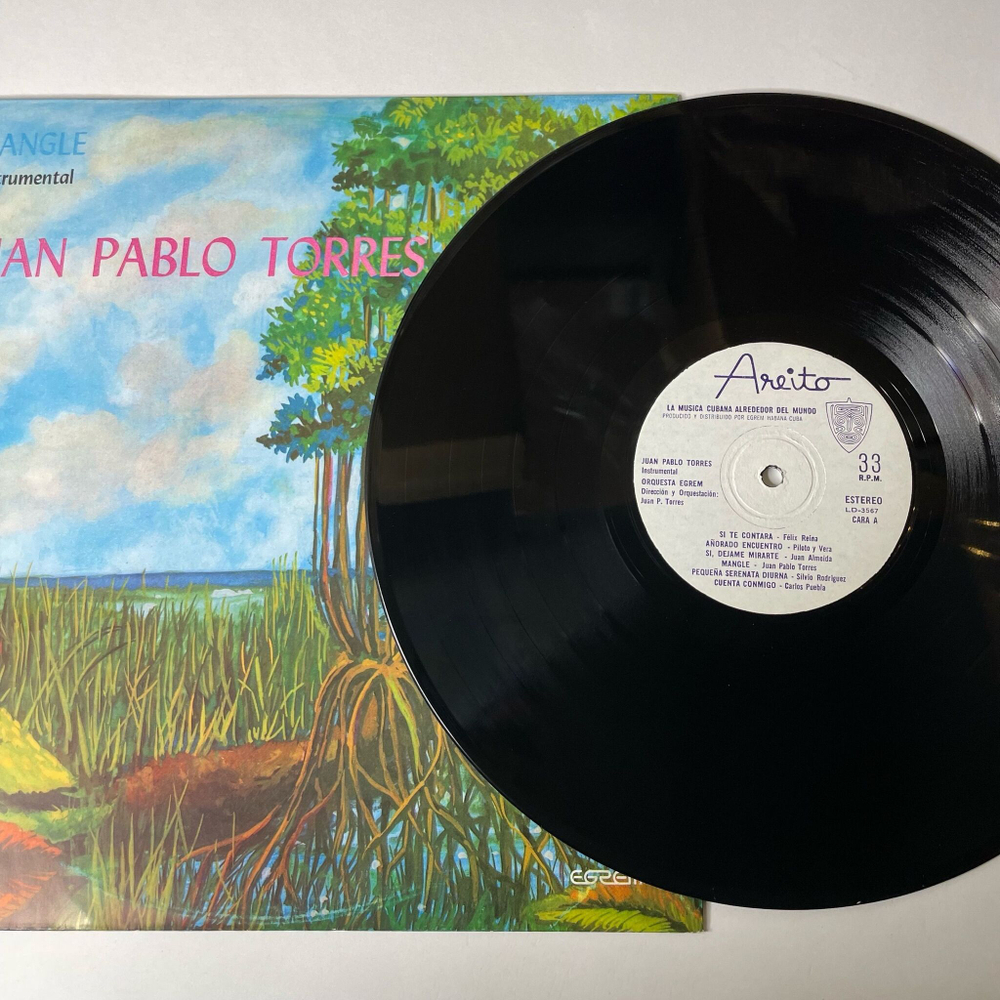 ANGLE
trumental
UAN PABLO TORRES
EGREM
Areito
LA MUSICA CUBANA ALREDEDOR DEL MUNDO
PRODUCIDO Y DISTRIBUIDO POR EGREM HABANA CUBA
33
R.P.M.
JUAN PABLO TORRES
Instrumental
ORQUESTA EGREM
Dirección y Orquestación:
Juan P. Torres
ESTEREO
LD-3567
CARA A
SI TE CONTARA - Félix Reina
AÑORADO ENCUENTRO - Piloto y Vera
SI, DEJAME MIRARTE - Juan Almeida
MANGLE - Juan Pablo Torres
PEQUEÑA SERENATA DIURNA - Silvio Rodríguez
CUENTA CONMIGO - Carlos Puebla